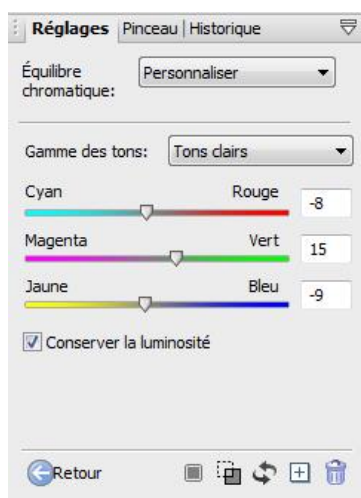 Réglages Pinceau | Historique
Équilibre chromatique: Personnaliser
Gamme des tons: Tons clairs
Cyan Rouge -8
Magenta Vert 15
Jaune Bleu -9
Conserver la luminosité
Retour